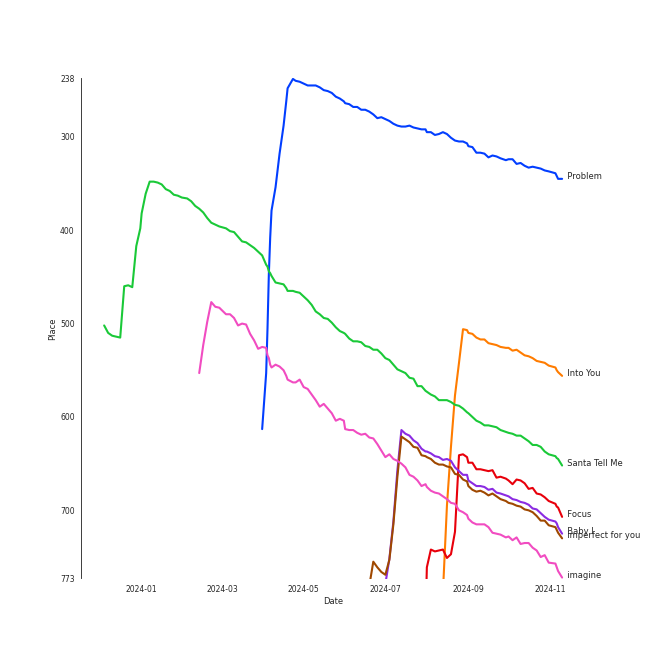 238
300
400
500
600
700
773
Place
2024-01
2024-03
2024-05
2024-07
2024-09
2024-11
Date
Problem
Into You
Santa Tell Me
Focus
Baby I
imperfect for you
imagine